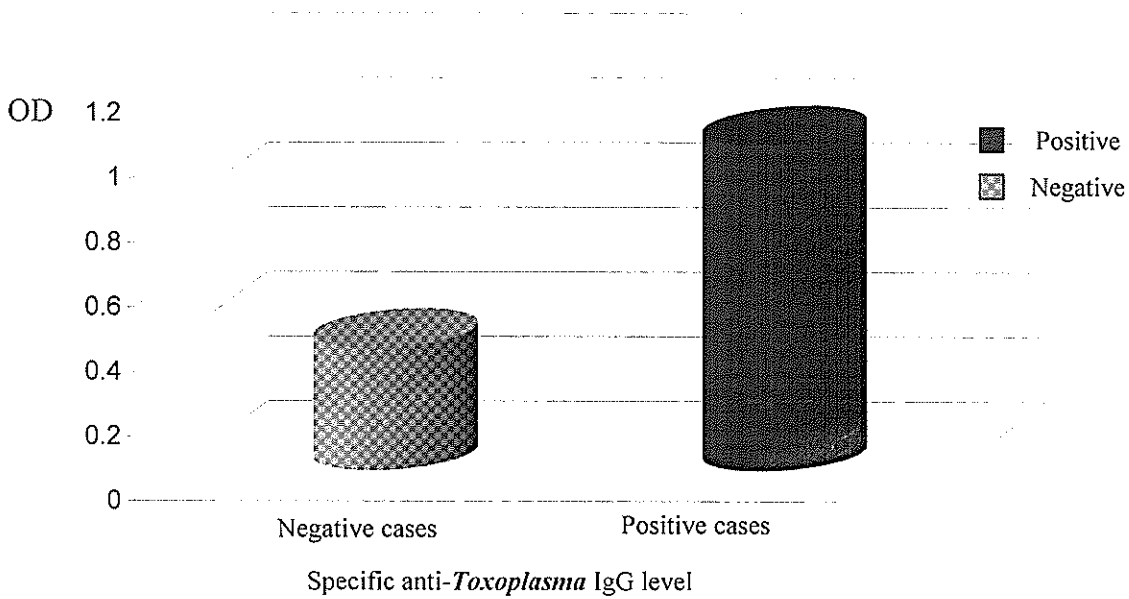 OD 1.2
1
0.8
0.6
0.4
0.2
0
Positive
Negative
Negative cases
Positive cases
Specific anti-Toxoplasma IgG level